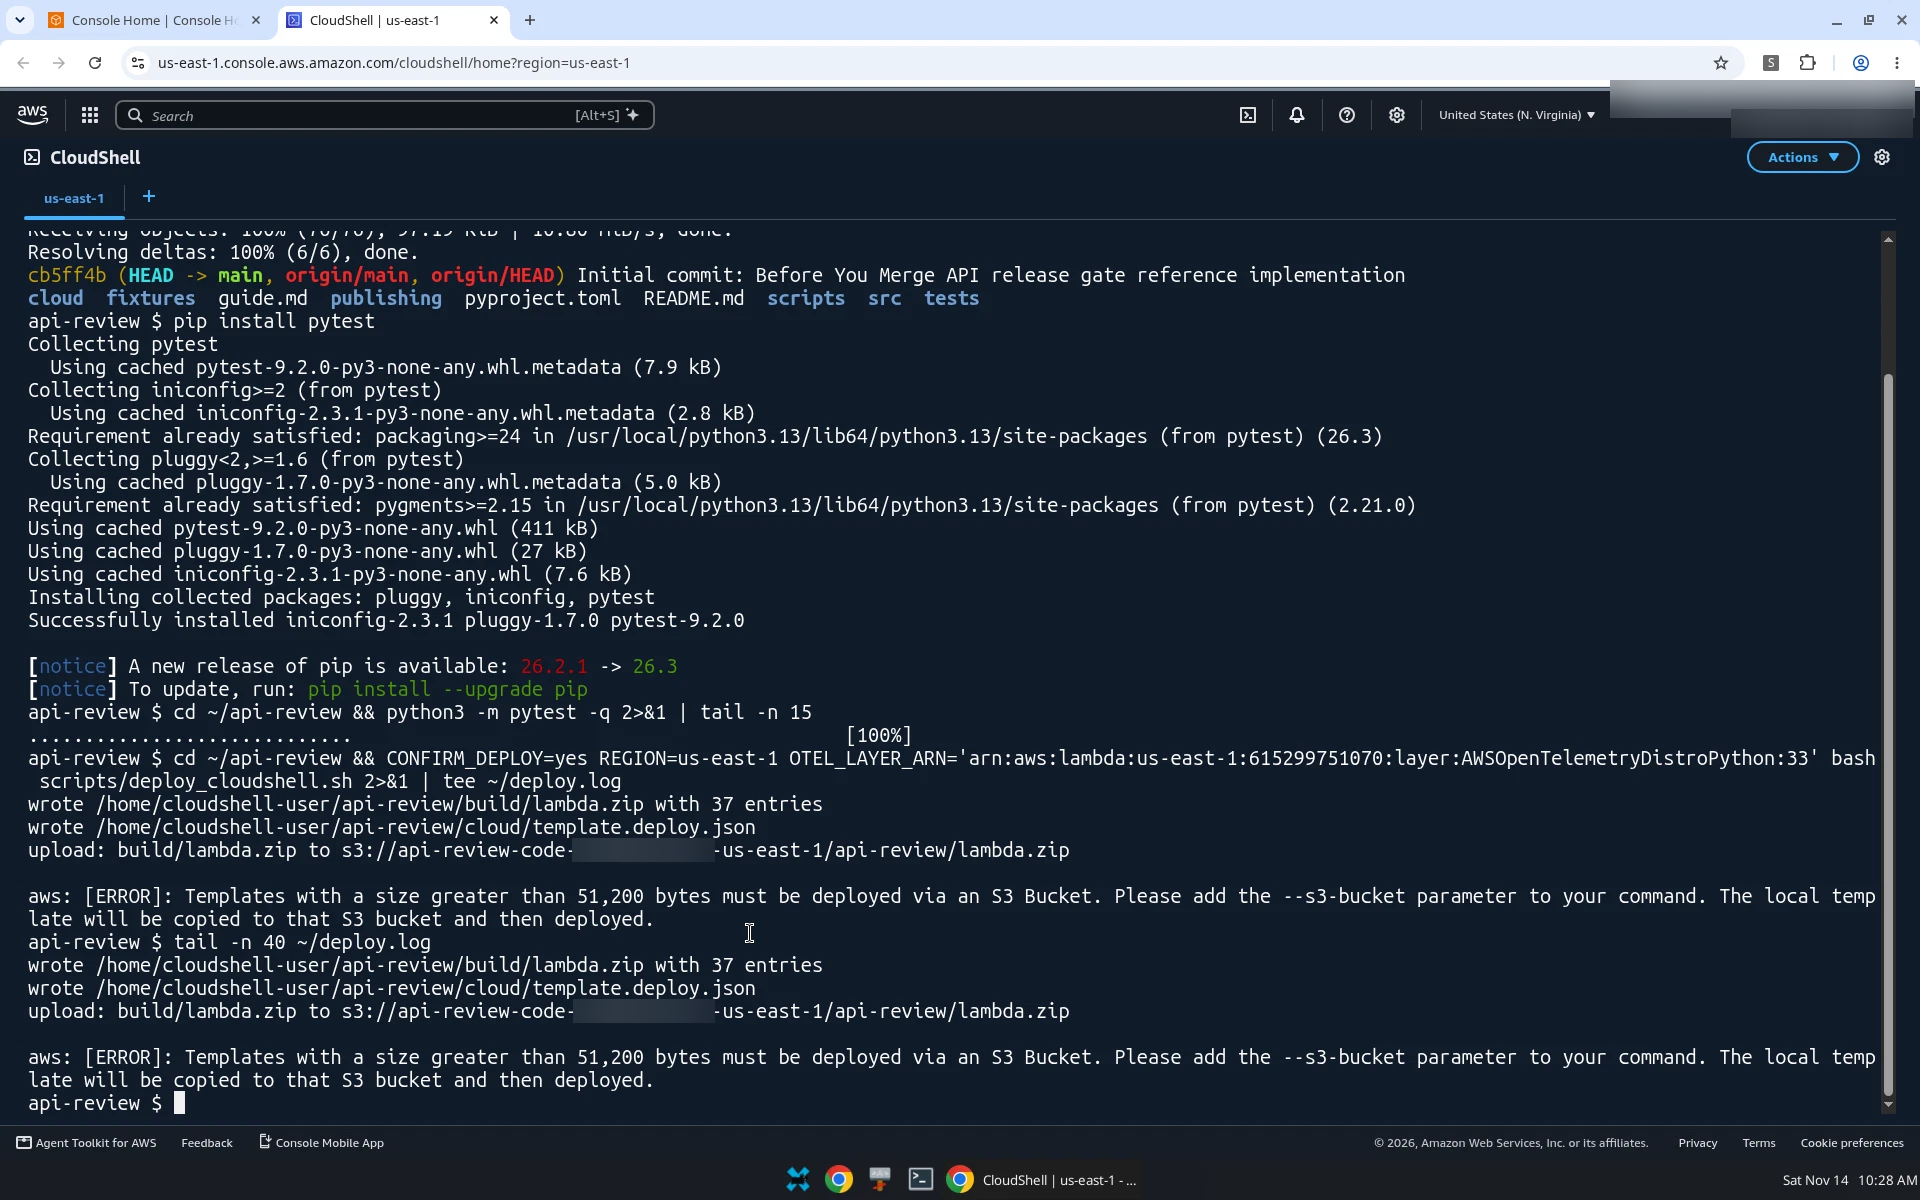 Console Home | Console H
CloudShell | us-east-1
us-east-1.console.aws.amazon.com/cloudshell/home?region=us-east-1
S
aws
Search
[Alt+S]
United States (N. Virginia)
CloudShell
Actions
us-east-1
Receiving objects: 100% (76/76), 97.19 KiB | 10.80 MiB/s, done.
Resolving deltas: 100% (6/6), done.
cb5ff4b (HEAD -> main, origin/main, origin/HEAD) Initial commit: Before You Merge API release gate reference implementation
cloud  fixtures  guide.md  publishing  pyproject.toml  README.md  scripts  src  tests
api-review $ pip install pytest
Collecting pytest
  Using cached pytest-9.2.0-py3-none-any.whl.metadata (7.9 kB)
Collecting iniconfig>=2 (from pytest)
  Using cached iniconfig-2.3.1-py3-none-any.whl.metadata (2.8 kB)
Requirement already satisfied: packaging>=24 in /usr/local/python3.13/lib64/python3.13/site-packages (from pytest) (26.3)
Collecting pluggy<2,>=1.6 (from pytest)
  Using cached pluggy-1.7.0-py3-none-any.whl.metadata (5.0 kB)
Requirement already satisfied: pygments>=2.15 in /usr/local/python3.13/lib64/python3.13/site-packages (from pytest) (2.21.0)
Using cached pytest-9.2.0-py3-none-any.whl (411 kB)
Using cached pluggy-1.7.0-py3-none-any.whl (27 kB)
Using cached iniconfig-2.3.1-py3-none-any.whl (7.6 kB)
Installing collected packages: pluggy, iniconfig, pytest
Successfully installed iniconfig-2.3.1 pluggy-1.7.0 pytest-9.2.0
[notice] A new release of pip is available: 26.2.1 -> 26.3
[notice] To update, run: pip install --upgrade pip
api-review $ cd ~/api-review && python3 -m pytest -q 2>&1 | tail -n 15
............................. [100%]
api-review $ cd ~/api-review && CONFIRM_DEPLOY=yes REGION=us-east-1 OTEL_LAYER_ARN='arn:aws:lambda:us-east-1:615299751070:layer:AWSOpenTelemetryDistroPython:33' bash
 scripts/deploy_cloudshell.sh 2>&1 | tee ~/deploy.log
wrote /home/cloudshell-user/api-review/build/lambda.zip with 37 entries
wrote /home/cloudshell-user/api-review/cloud/template.deploy.json
upload: build/lambda.zip to s3://api-review-code- -us-east-1/api-review/lambda.zip
aws: [ERROR]: Templates with a size greater than 51,200 bytes must be deployed via an S3 Bucket. Please add the --s3-bucket parameter to your command. The local temp
late will be copied to that S3 bucket and then deployed.
api-review $ tail -n 40 ~/deploy.log
wrote /home/cloudshell-user/api-review/build/lambda.zip with 37 entries
wrote /home/cloudshell-user/api-review/cloud/template.deploy.json
upload: build/lambda.zip to s3://api-review-code- -us-east-1/api-review/lambda.zip
aws: [ERROR]: Templates with a size greater than 51,200 bytes must be deployed via an S3 Bucket. Please add the --s3-bucket parameter to your command. The local temp
late will be copied to that S3 bucket and then deployed.
api-review $
Agent Toolkit for AWS
Feedback
Console Mobile App
© 2026, Amazon Web Services, Inc. or its affiliates.
Privacy
Terms
Cookie preferences
CloudShell | us-east-1 - ...
Sat Nov 14  10:28 AM